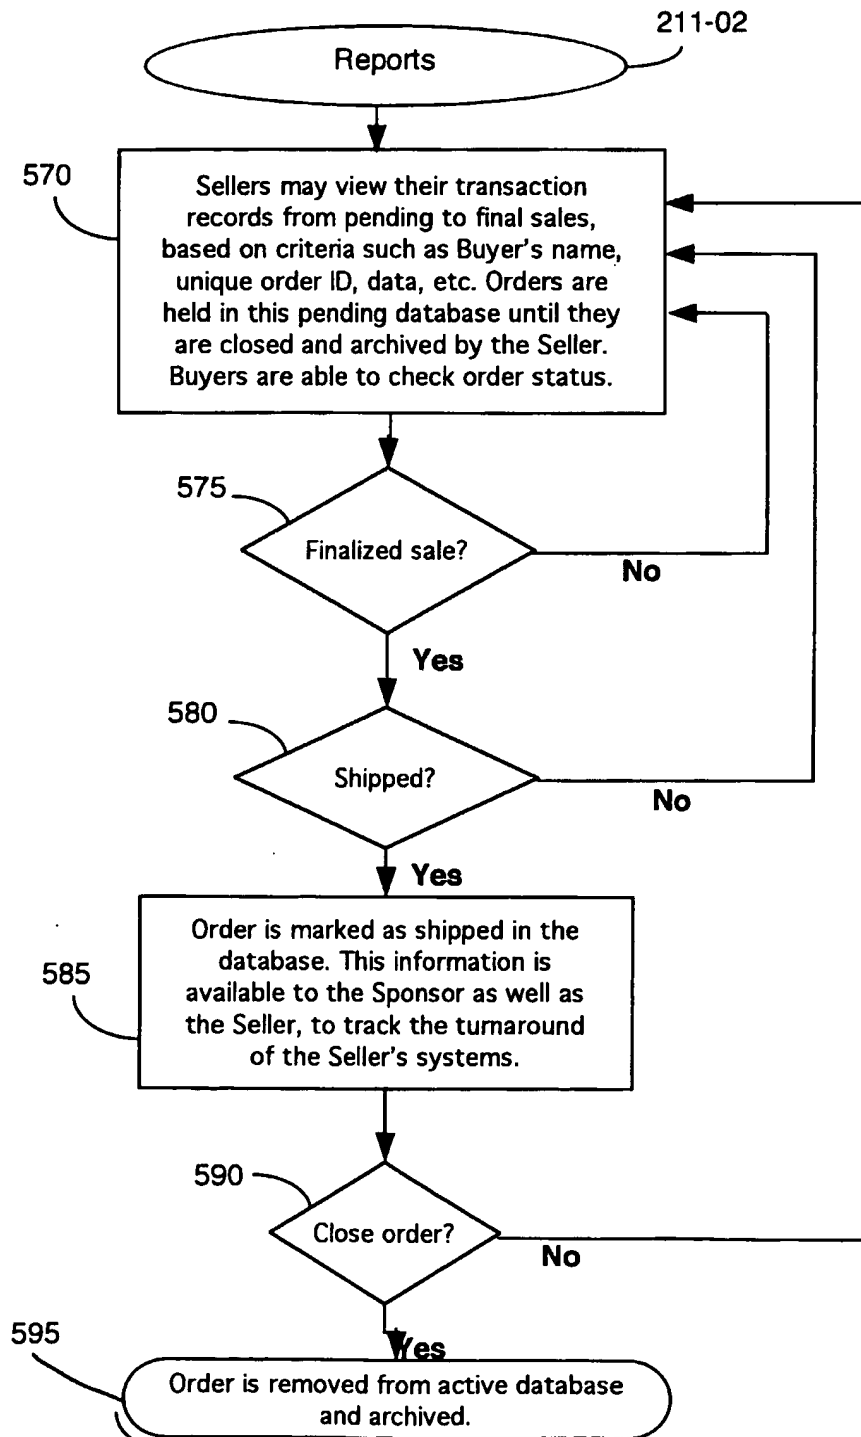 211-02
Reports
570
Sellers may view their transaction
records from pending to final sales,
based on criteria such as Buyer's name,
unique order ID, data, etc. Orders are
held in this pending database until they
are closed and archived by the Seller.
Buyers are able to check order status.
575
Finalized sale?
No
Yes
580
Shipped?
No
Yes
585
Order is marked as shipped in the
database. This information is
available to the Sponsor as well as
the Seller, to track the turnaround
of the Seller's systems.
590
Close order?
No
Yes
595
Order is removed from active database
and archived.